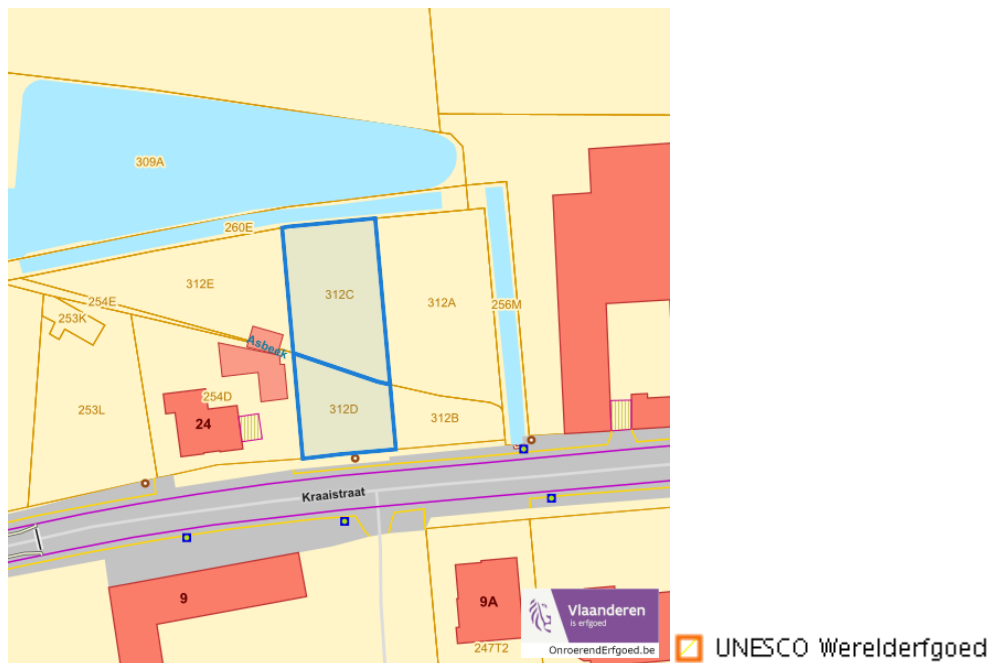 309A
260E
312E
312C
312A
256M
254E
253K
Asbeek
253L
254D
24
312D
312B
Kraaistraat
9
9A
247T2
Vlaanderen
is erfgoed
OnroerendErfgoed.be
UNESCO Werelderfgoed